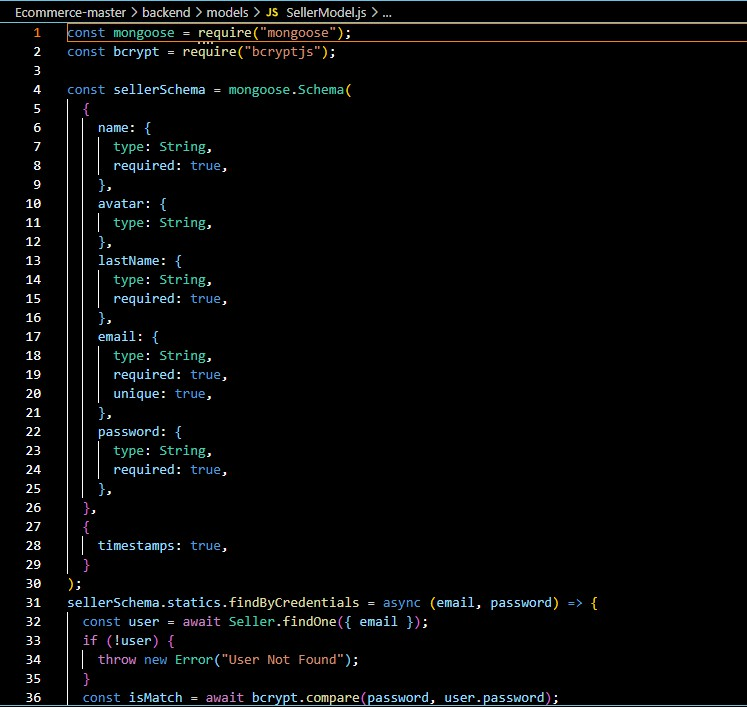 Ecommerce-master > backend > models > JS SellerModel.js > ...
1 const mongoose = require("mongoose");
2 const bcrypt = require("bcryptjs");
3
4 const sellerSchema = mongoose.Schema(
5   {
6     name: {
7       type: String,
8       required: true,
9     },
10     avatar: {
11       type: String,
12     },
13     lastName: {
14       type: String,
15       required: true,
16     },
17     email: {
18       type: String,
19       required: true,
20       unique: true,
21     },
22     password: {
23       type: String,
24       required: true,
25     },
26   },
27   {
28     timestamps: true,
29   }
30 );
31 sellerSchema.statics.findByCredentials = async (email, password) => {
32   const user = await Seller.findOne({ email });
33   if (!user) {
34     throw new Error("User Not Found");
35   }
36   const isMatch = await bcrypt.compare(password, user.password);